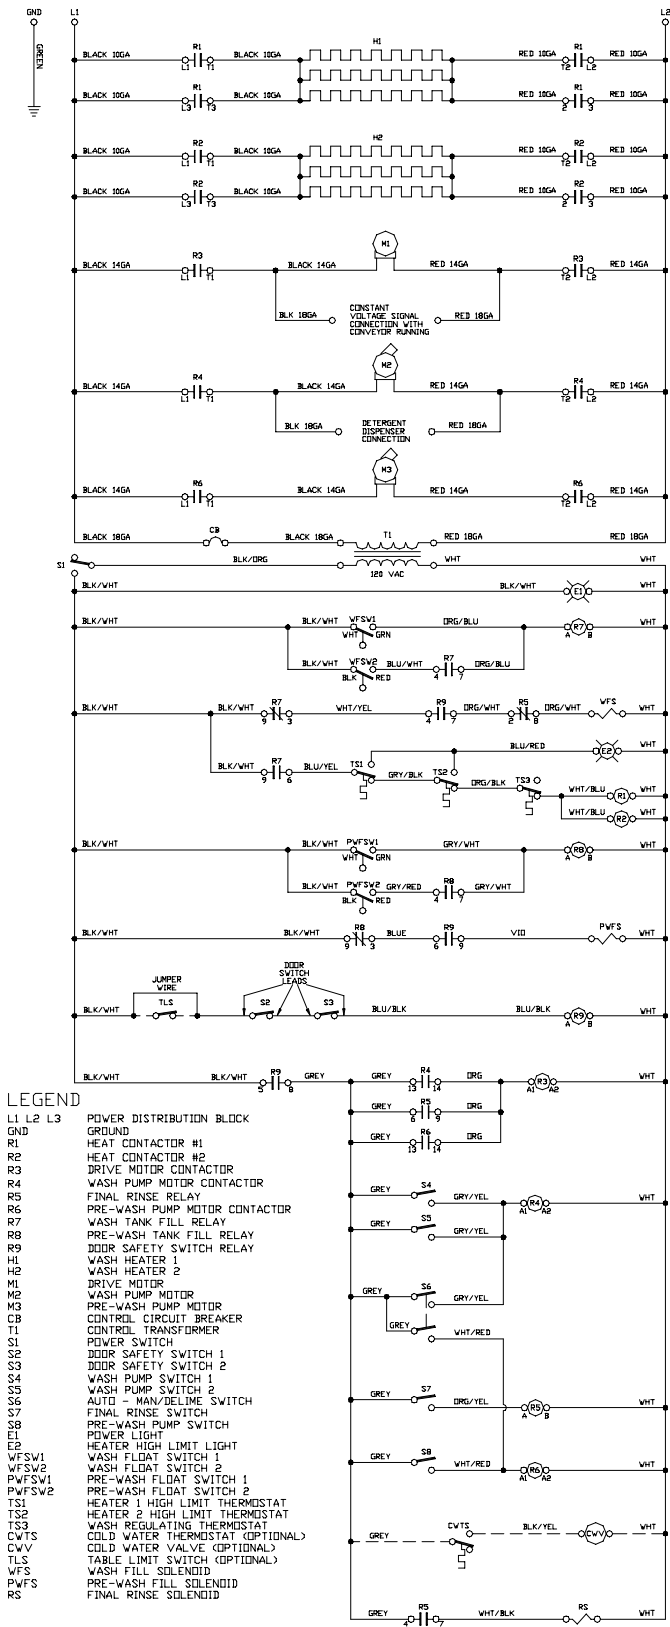 GND L1 L2
GREEN
R1 H1 R1
BLACK 10GA BLACK 10GA RED 10GA RED 10GA
L1 T1 T2 L2
R1 R1
BLACK 10GA BLACK 10GA RED 10GA RED 10GA
L3 T3 2 3
R2 H2 R2
BLACK 10GA BLACK 10GA RED 10GA RED 10GA
L1 T1 T2 L2
R2 R2
BLACK 10GA BLACK 10GA RED 10GA RED 10GA
L3 T3 2 3
M1
R3 R3
BLACK 14GA BLACK 14GA RED 14GA RED 14GA
L1 T1 T2 L2
CONSTANT
VOLTAGE SIGNAL
BLK 18GA CONNECTION WITH RED 18GA
CONVEYOR RUNNING
M2
R4 R4
BLACK 14GA BLACK 14GA RED 14GA RED 14GA
L1 T1 T2 L2
DETERGENT
BLK 18GA DISPENSER RED 18GA
CONNECTION
M3
R6 R6
BLACK 14GA BLACK 14GA RED 14GA RED 14GA
L1 T1 T2 L2
CB T1
BLACK 18GA BLACK 18GA RED 18GA RED 18GA
S1 BLK/ORG WHT WHT
120 VAC
BLK/WHT BLK/WHT E1 WHT
BLK/WHT BLK/WHT WFSW1 ORG/BLU R7 WHT
WHT GRN A B
BLK/WHT WFSW2 BLU/WHT R7 ORG/BLU
BLK RED 4 7
BLK/WHT R7 WHT/YEL R9 ORG/WHT R5 ORG/WHT WFS WHT
9 3 4 7 2 8
BLU/RED E2 WHT
BLK/WHT R7 BLU/YEL TS1 GRY/BLK TS2 ORG/BLK TS3
9 6
WHT/BLU R1 WHT
WHT/BLU R2 WHT
BLK/WHT BLK/WHT PWFSW1 GRY/WHT R8 WHT
WHT GRN A B
BLK/WHT PWFSW2 GRY/RED R8 GRY/WHT
BLK RED 4 7
BLK/WHT BLK/WHT R8 BLUE R9 VIO PWFS WHT
9 3 6 9
DOOR
SWITCH
LEADS
JUMPER
WIRE
TLS S2 S3
BLK/WHT BLU/BLK BLU/BLK R9 WHT
A B
BLK/WHT BLK/WHT R9 GREY GREY R4 ORG R3 WHT
5 8 13 14 A1 A2
GREY R5 ORG
6 9
GREY R6 ORG
13 14
GREY S4 GRY/YEL R4 WHT
A1 A2
GREY S5 GRY/YEL
GREY S6 GRY/YEL
GREY WHT/RED
GREY S7 ORG/YEL R5 WHT
A B
GREY S8 WHT/RED R6 WHT
A1 A2
GREY CWTS BLK/YEL CWV WHT
GREY R5 WHT/BLK RS WHT
4 7
LEGEND
L1 L2 L3 POWER DISTRIBUTION BLOCK
GND GROUND
R1 HEAT CONTACTOR #1
R2 HEAT CONTACTOR #2
R3 DRIVE MOTOR CONTACTOR
R4 WASH PUMP MOTOR CONTACTOR
R5 FINAL RINSE RELAY
R6 PRE-WASH PUMP MOTOR CONTACTOR
R7 WASH TANK FILL RELAY
R8 PRE-WASH TANK FILL RELAY
R9 DOOR SAFETY SWITCH RELAY
H1 WASH HEATER 1
H2 WASH HEATER 2
M1 DRIVE MOTOR
M2 WASH PUMP MOTOR
M3 PRE-WASH PUMP MOTOR
CB CONTROL CIRCUIT BREAKER
T1 CONTROL TRANSFORMER
S1 POWER SWITCH
S2 DOOR SAFETY SWITCH 1
S3 DOOR SAFETY SWITCH 2
S4 WASH PUMP SWITCH 1
S5 WASH PUMP SWITCH 2
S6 AUTO - MAN/DELIME SWITCH
S7 FINAL RINSE SWITCH
S8 PRE-WASH PUMP SWITCH
E1 POWER LIGHT
E2 HEATER HIGH LIMIT LIGHT
WFSW1 WASH FLOAT SWITCH 1
WFSW2 WASH FLOAT SWITCH 2
PWFSW1 PRE-WASH FLOAT SWITCH 1
PWFSW2 PRE-WASH FLOAT SWITCH 2
TS1 HEATER 1 HIGH LIMIT THERMOSTAT
TS2 HEATER 2 HIGH LIMIT THERMOSTAT
TS3 WASH REGULATING THERMOSTAT
CWTS COLD WATER THERMOSTAT (OPTIONAL)
CWV COLD WATER VALVE (OPTIONAL)
TLS TABLE LIMIT SWITCH (OPTIONAL)
WFS WASH FILL SOLENOID
PWFS PRE-WASH FILL SOLENOID
RS FINAL RINSE SOLENOID